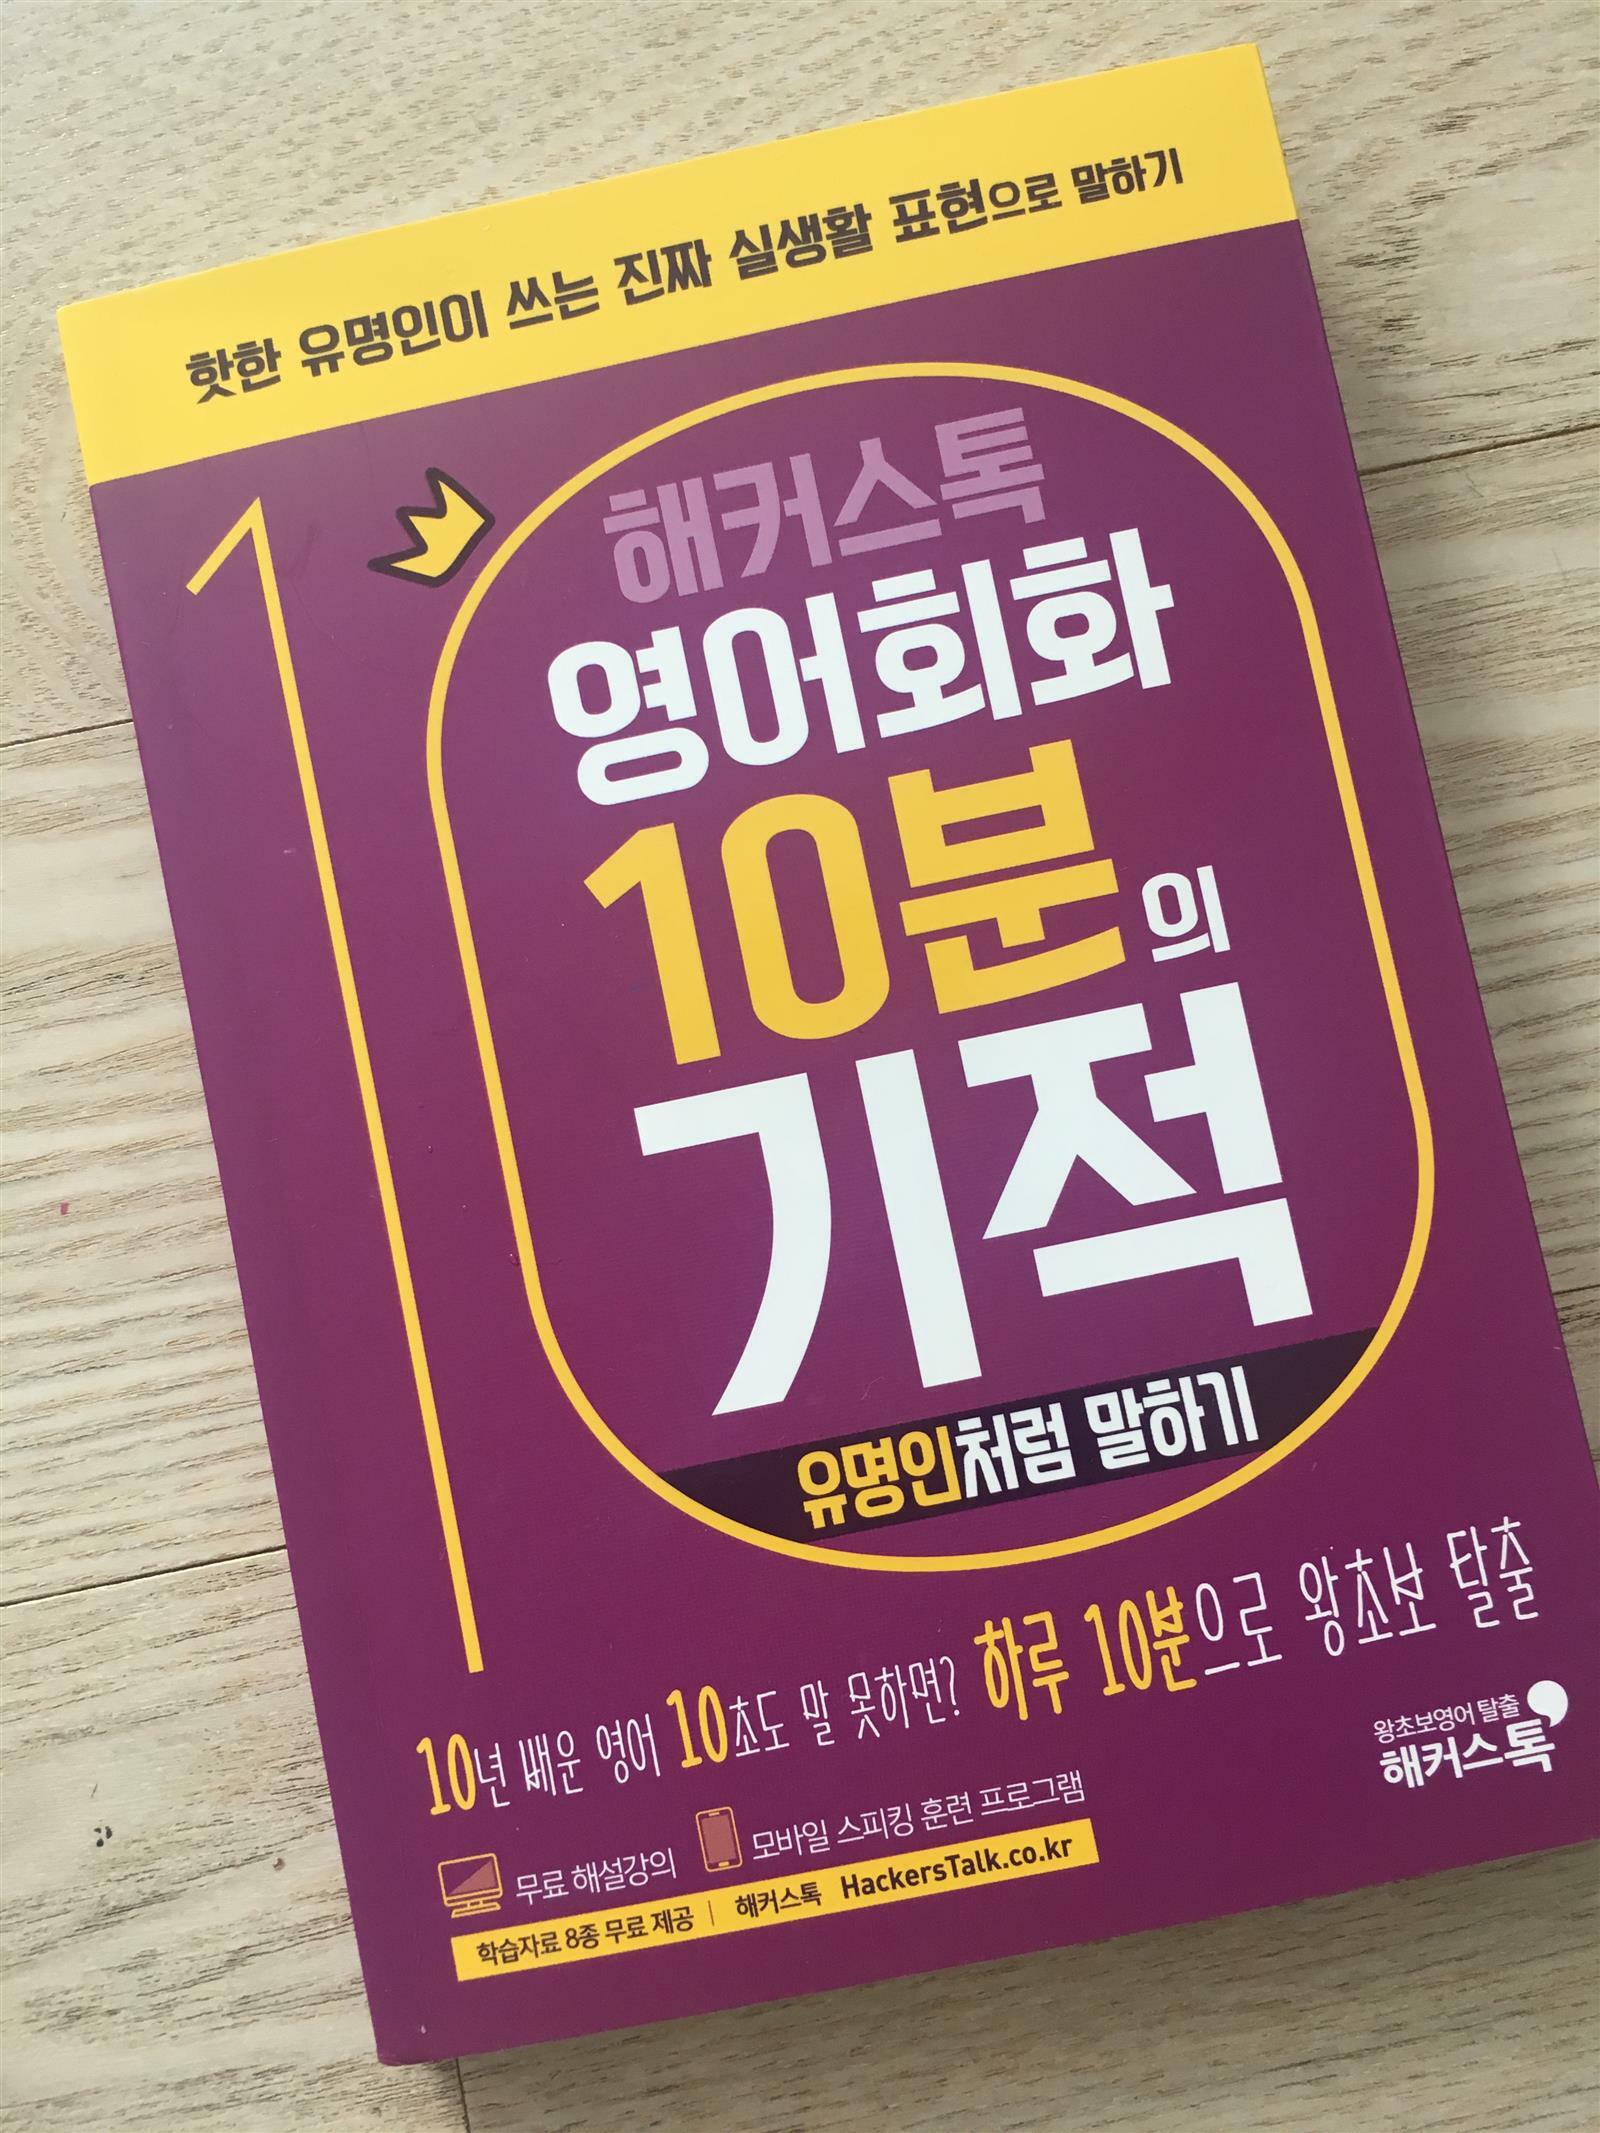 핫한 유명인이 쓰는 진짜 실생활 표현으로 말하기
해커스톡
영어회화
10분의
기적
유명인처럼 말하기
10년 배운 영어 10초도 말 못하면? 하루 10분으로 왕초보 탈출
무료 해설강의 모바일 스피킹 훈련 프로그램
학습자료 8종 무료 제공 | 해커스톡 HackersTalk.co.kr
왕초보영어 탈출
해커스톡